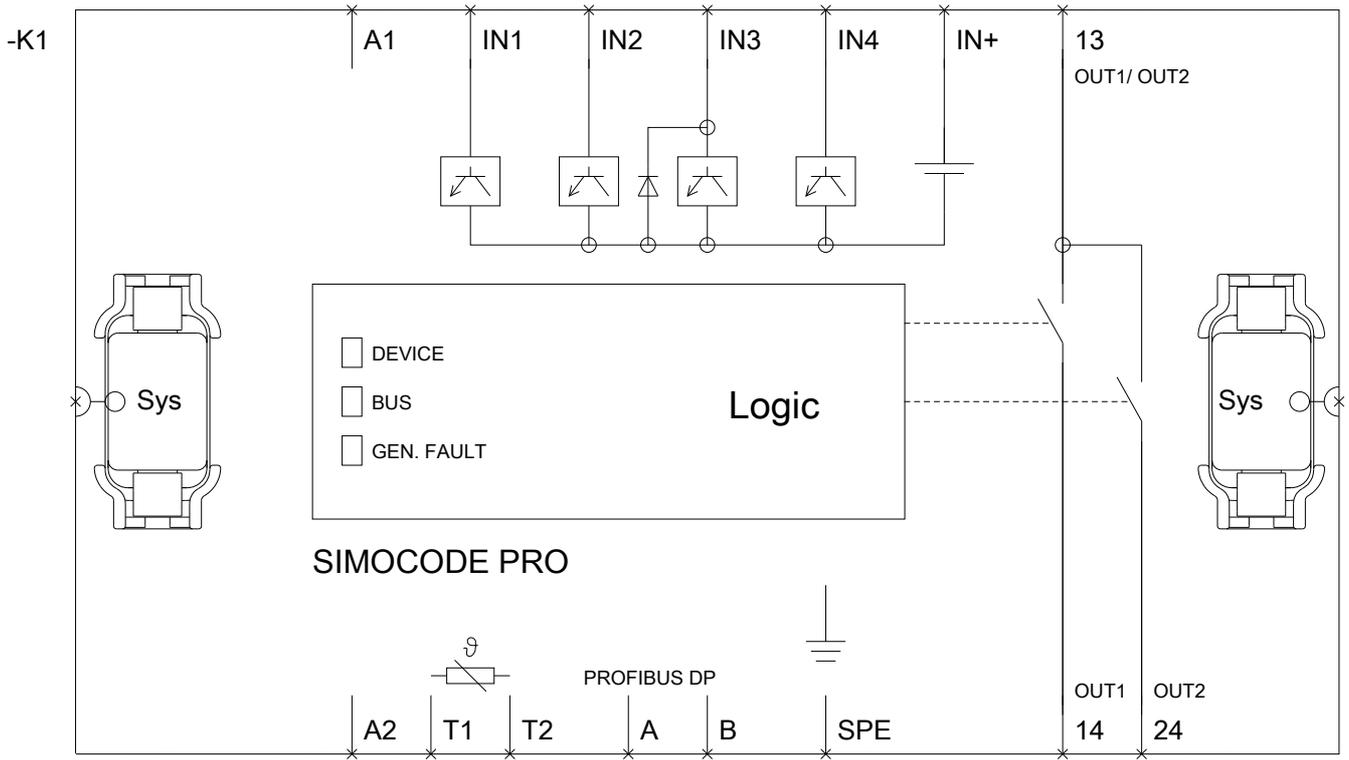 -K1
A1
IN1
IN2
IN3
IN4
IN+
13
OUT1/ OUT2
DEVICE
BUS
GEN. FAULT
Logic
Sys
Sys
SIMOCODE PRO
ϑ
PROFIBUS DP
OUT1
OUT2
A2
T1
T2
A
B
SPE
14
24